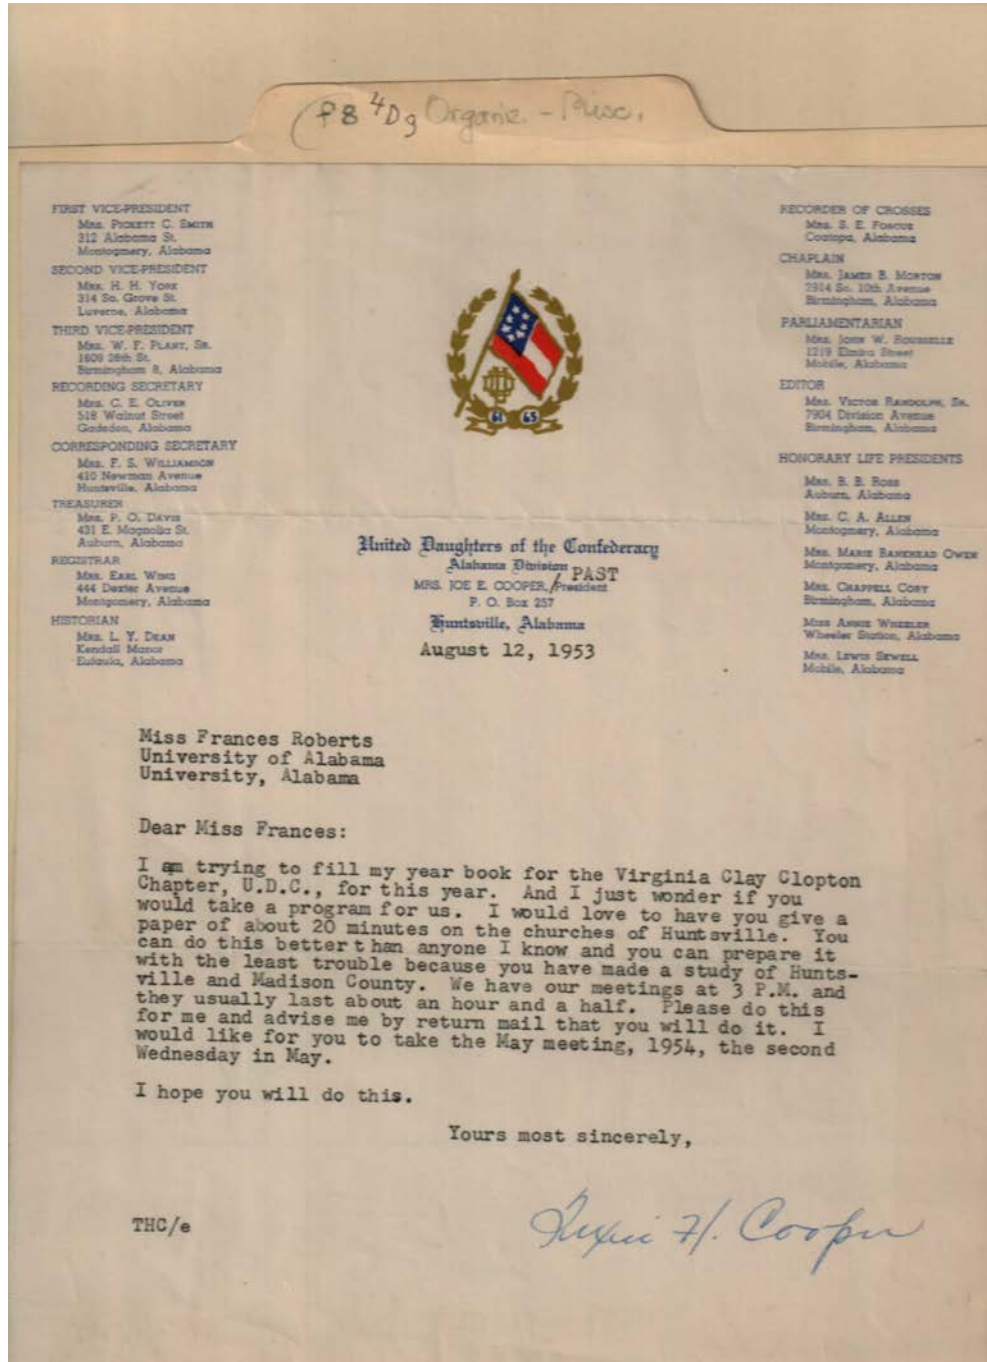 f8 4Dg Organiz. - Misc.
FIRST VICE-PRESIDENT
Mrs. Pickett C. Smith
312 Alabama St.
Montgomery, Alabama
SECOND VICE-PRESIDENT
Mrs. H. H. York
314 So. Grove St.
Luverne, Alabama
THIRD VICE-PRESIDENT
Mrs. W. F. Plant, Sr.
1609 28th St.
Birmingham 8, Alabama
RECORDING SECRETARY
Mrs. C. E. Oliver
518 Walnut Street
Gadsden, Alabama
CORRESPONDING SECRETARY
Mrs. F. S. Williamson
410 Newman Avenue
Huntsville, Alabama
TREASURER
Mrs. P. O. Davis
431 E. Magnolia St.
Auburn, Alabama
REGISTRAR
Mrs. Earl Wing
444 Dexter Avenue
Montgomery, Alabama
HISTORIAN
Mrs. L. Y. Dean
Kendall Manor
Eufaula, Alabama
61 65
United Daughters of the Confederacy
Alabama Division
MRS. JOE E. COOPER, / PAST President
P. O. Box 257
Huntsville, Alabama
August 12, 1953
RECORDER OF CROSSES
Mrs. S. E. Foscue
Coatopa, Alabama
CHAPLAIN
Mrs. James B. Morton
2914 So. 10th Avenue
Birmingham, Alabama
PARLIAMENTARIAN
Mrs. John W. Rousselle
1219 Elmira Street
Mobile, Alabama
EDITOR
Mrs. Victor Randolph, Sr.
7904 Division Avenue
Birmingham, Alabama
HONORARY LIFE PRESIDENTS
Mrs. B. B. Ross
Auburn, Alabama
Mrs. C. A. Allen
Montgomery, Alabama
Mrs. Marie Bankhead Owen
Montgomery, Alabama
Mrs. Chappell Cory
Birmingham, Alabama
Miss Annie Wheeler
Wheeler Station, Alabama
Mrs. Lewis Sewell
Mobile, Alabama
Miss Frances Roberts
University of Alabama
University, Alabama
Dear Miss Frances:
I am trying to fill my year book for the Virginia Clay Clopton
Chapter, U.D.C., for this year. And I just wonder if you
would take a program for us. I would love to have you give a
paper of about 20 minutes on the churches of Huntsville. You
can do this better than anyone I know and you can prepare it
with the least trouble because you have made a study of Hunts-
ville and Madison County. We have our meetings at 3 P.M. and
they usually last about an hour and a half. Please do this
for me and advise me by return mail that you will do it. I
would like for you to take the May meeting, 1954, the second
Wednesday in May.
I hope you will do this.
Yours most sincerely,
THC/e
H. Cooper